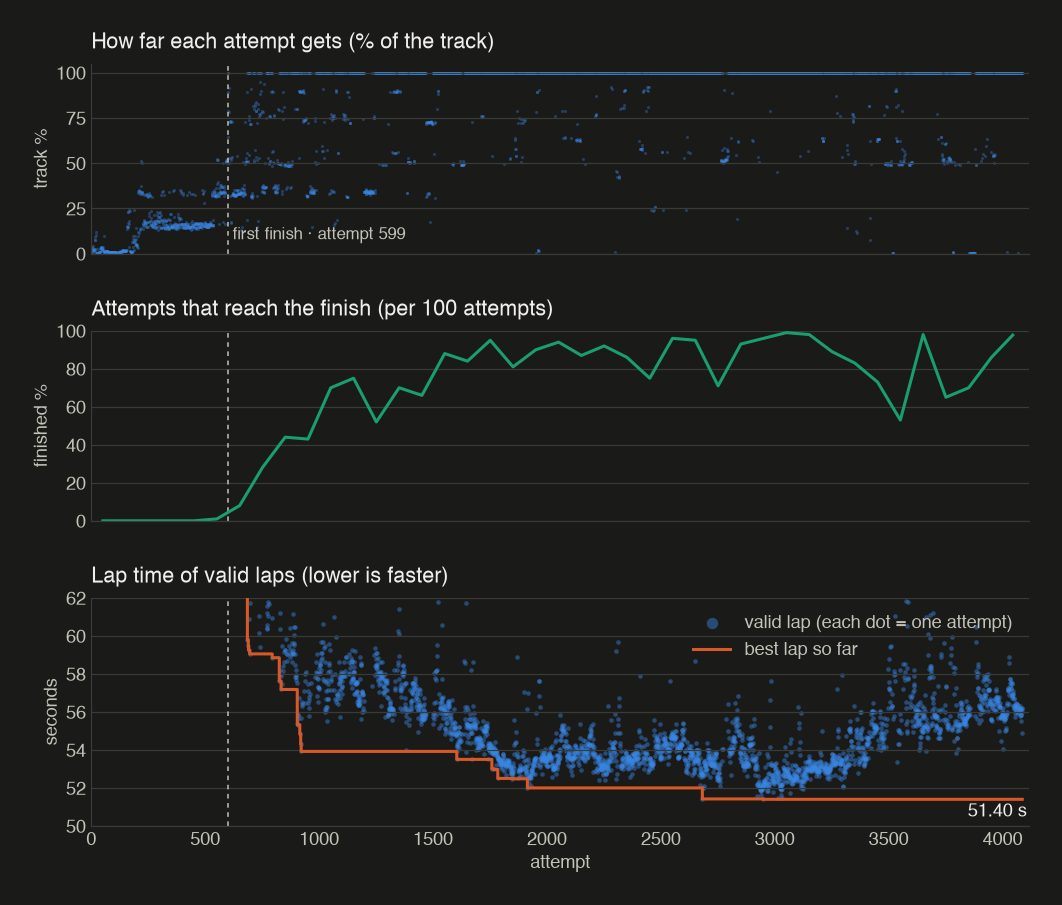 How far each attempt gets (% of the track)
100
75
50
25
0
track %
first finish · attempt 599
Attempts that reach the finish (per 100 attempts)
100
80
60
40
20
0
finished %
Lap time of valid laps (lower is faster)
62
60
58
56
54
52
50
seconds
valid lap (each dot = one attempt)
best lap so far
51.40 s
0 500 1000 1500 2000 2500 3000 3500 4000
attempt